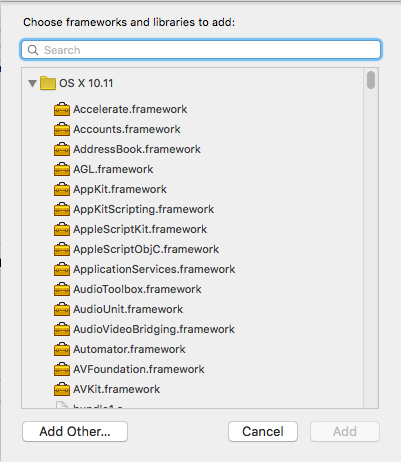 Choose frameworks and libraries to add:
Search
OS X 10.11
Accelerate.framework
Accounts.framework
AddressBook.framework
AGL.framework
AppKit.framework
AppKitScripting.framework
AppleScriptKit.framework
AppleScriptObjC.framework
ApplicationServices.framework
AudioToolbox.framework
AudioUnit.framework
AudioVideoBridging.framework
Automator.framework
AVFoundation.framework
AVKit.framework
Add Other... Cancel Add